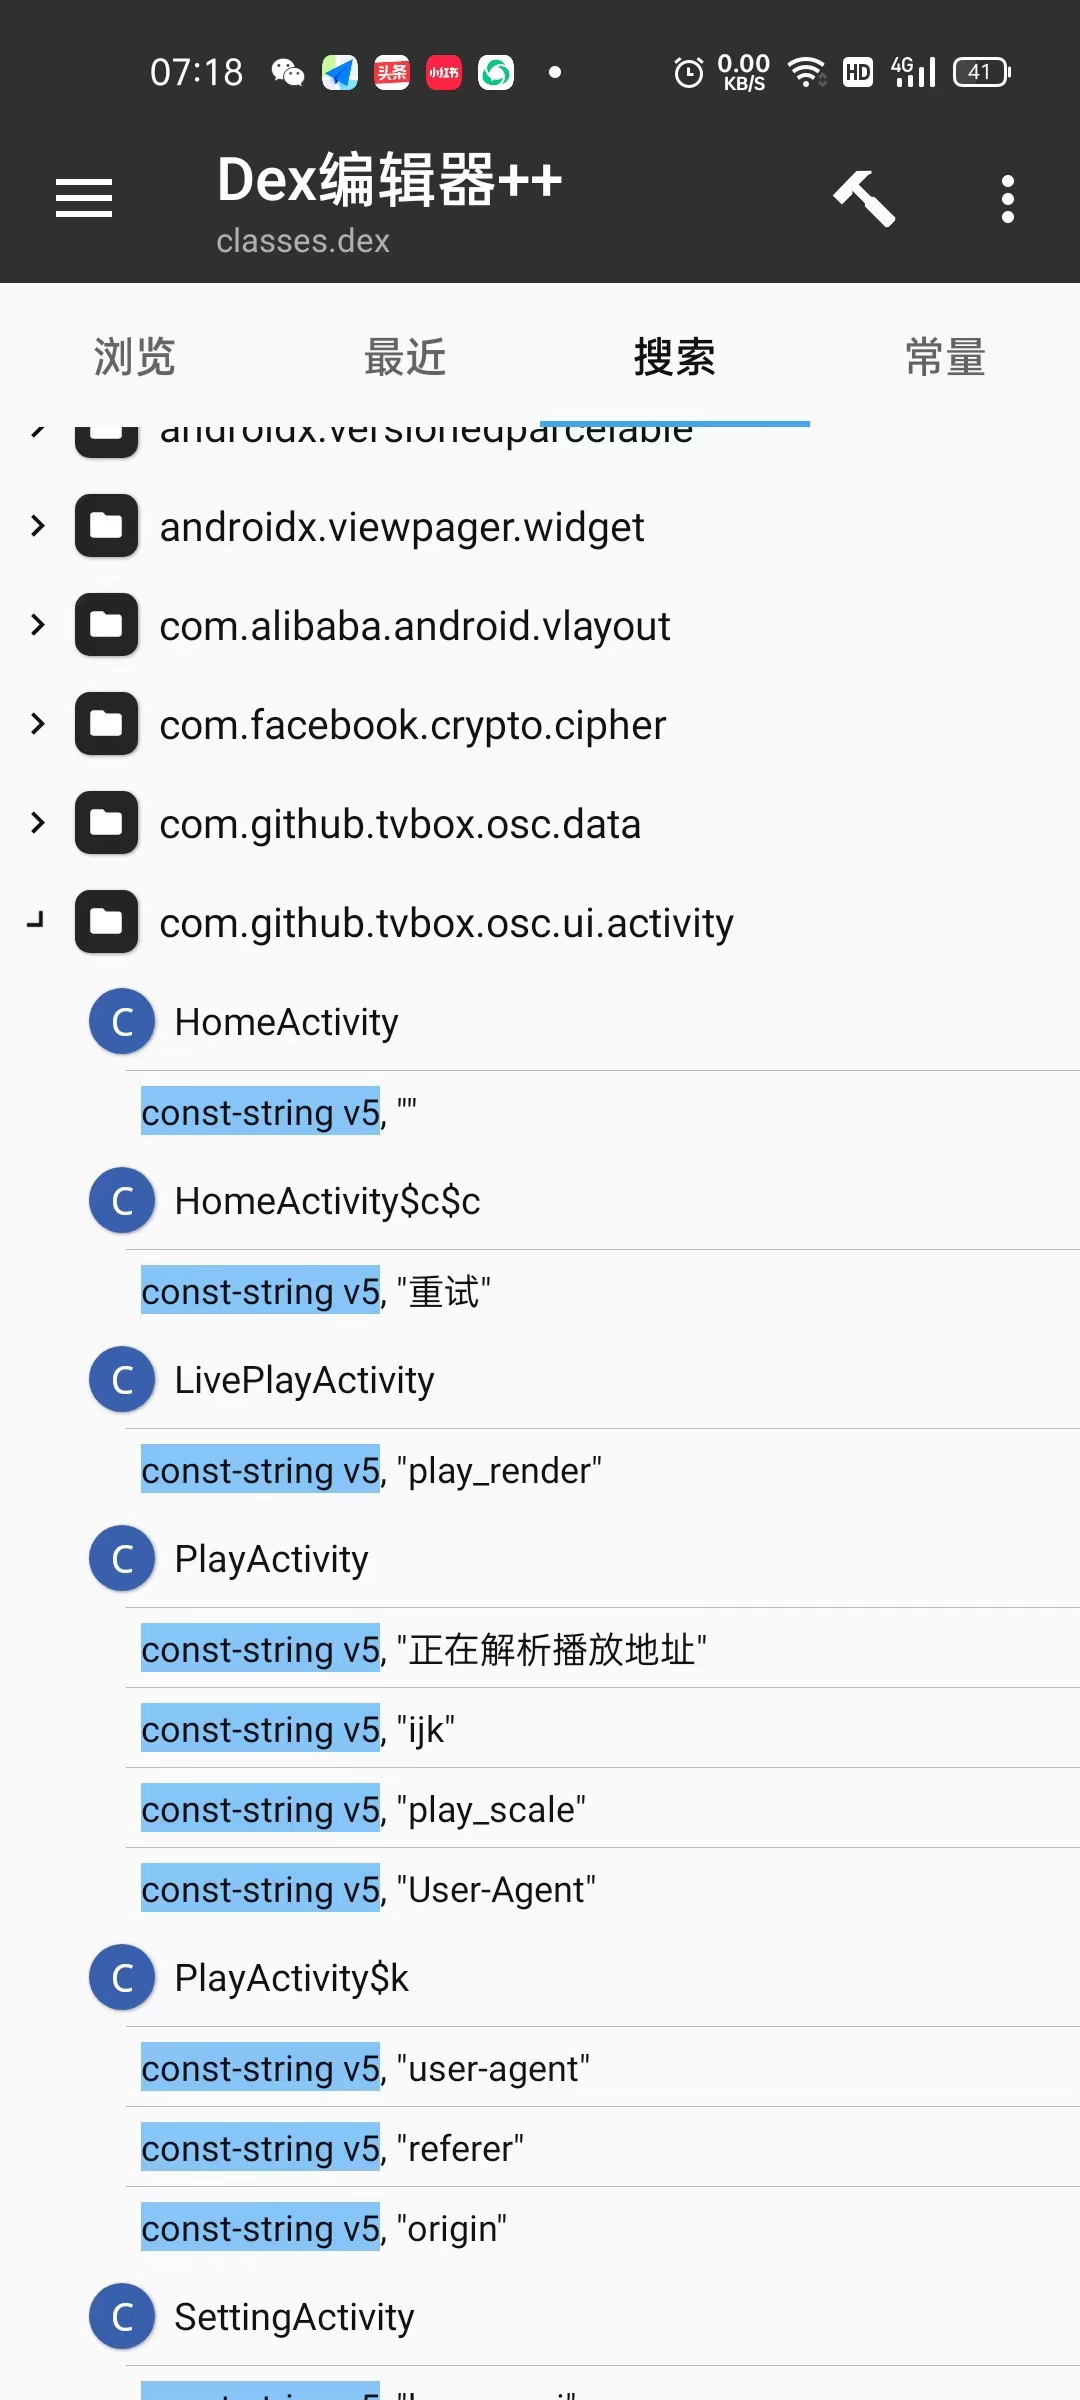 07:18 头条 小红书 0.00 KB/S HD 4G 41
Dex编辑器++
classes.dex
浏览 最近 搜索 常量
androidx.versionedparcelable
androidx.viewpager.widget
com.alibaba.android.vlayout
com.facebook.crypto.cipher
com.github.tvbox.osc.data
com.github.tvbox.osc.ui.activity
C HomeActivity
const-string v5, ""
C HomeActivity$c$c
const-string v5, "重试"
C LivePlayActivity
const-string v5, "play_render"
C PlayActivity
const-string v5, "正在解析播放地址"
const-string v5, "ijk"
const-string v5, "play_scale"
const-string v5, "User-Agent"
C PlayActivity$k
const-string v5, "user-agent"
const-string v5, "referer"
const-string v5, "origin"
C SettingActivity
const-string v5,